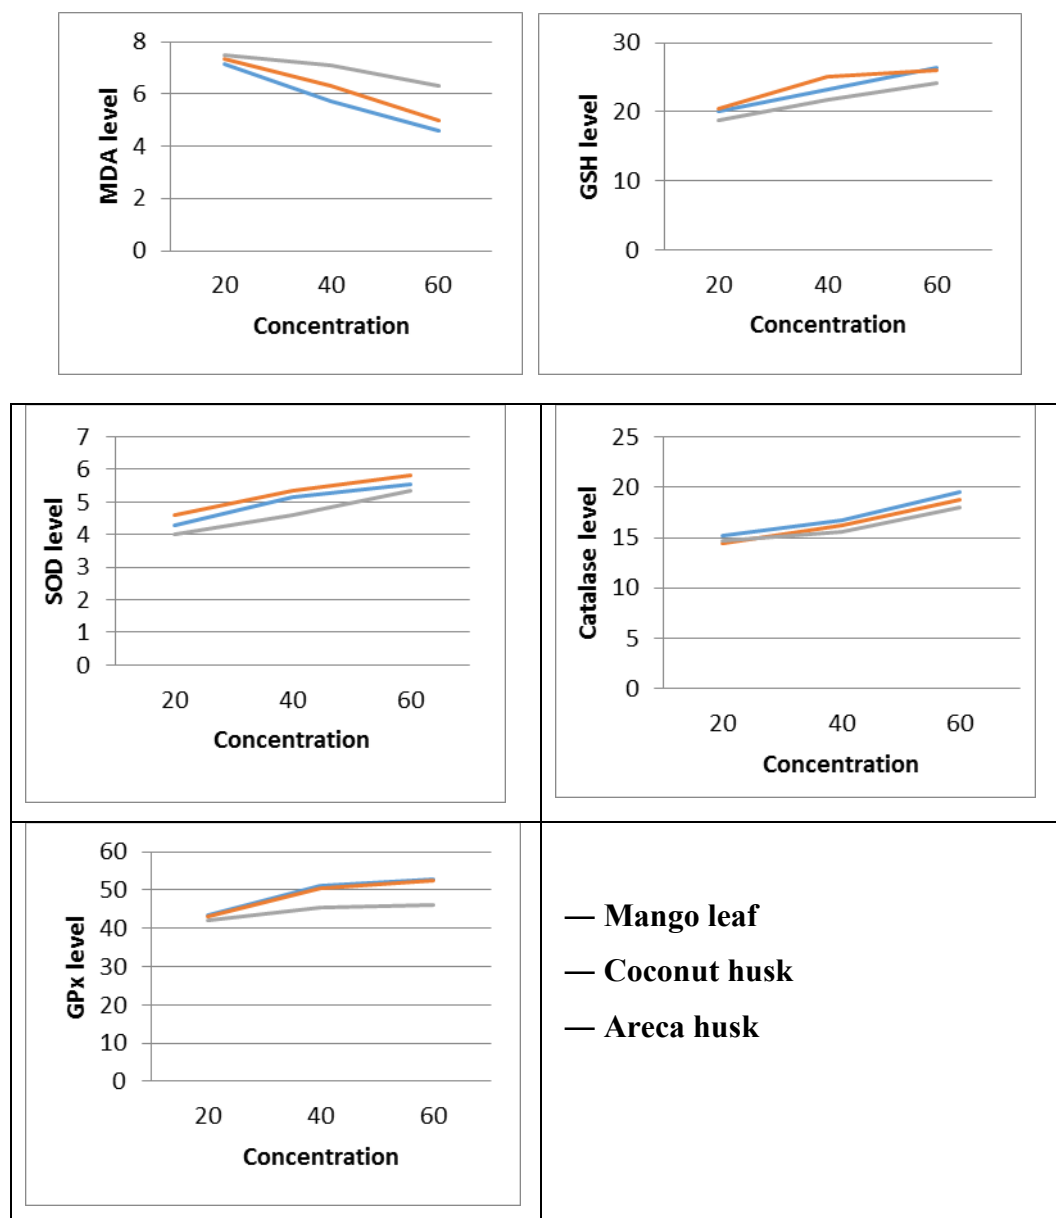 8
6
4
2
0
MDA level
20 40 60
Concentration
30
20
10
0
GSH level
20 40 60
Concentration
7
6
5
4
3
2
1
0
SOD level
20 40 60
Concentration
25
20
15
10
5
0
Catalase level
20 40 60
Concentration
60
50
40
30
20
10
0
GPx level
20 40 60
Concentration
— Mango leaf
— Coconut husk
— Areca husk